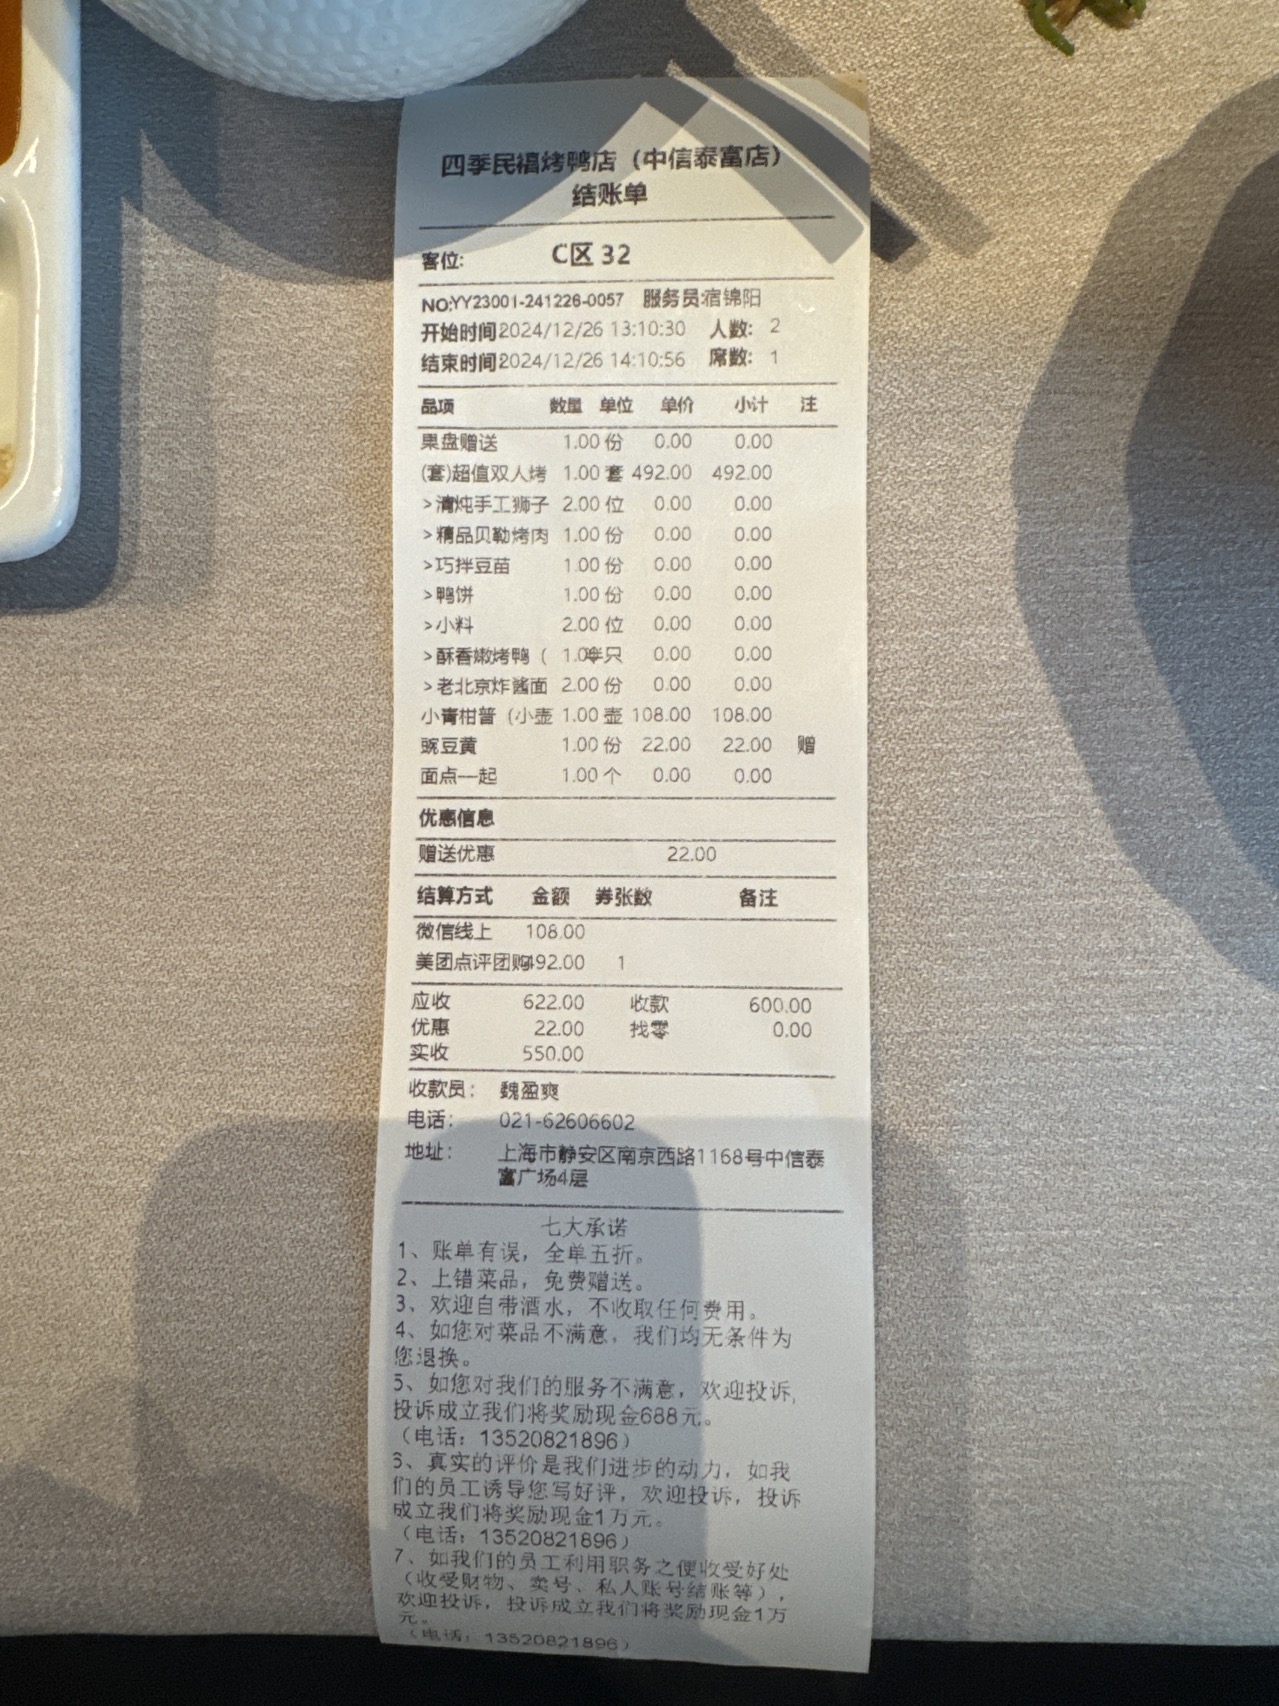 四季民福烤鸭店（中信泰富店）
结账单
客位: C区 32
NO:YY23001-241226-0057 服务员:宿锦阳
开始时间 2024/12/26 13:10:30 人数: 2
结束时间 2024/12/26 14:10:56 席数: 1
品项 数量 单位 单价 小计 注
果盘赠送 1.00 份 0.00 0.00
(套)超值双人烤 1.00 套 492.00 492.00
>清炖手工狮子 2.00 位 0.00 0.00
>精品贝勒烤肉 1.00 份 0.00 0.00
>巧拌豆苗 1.00 份 0.00 0.00
>鸭饼 1.00 份 0.00 0.00
>小料 2.00 位 0.00 0.00
>酥香嫩烤鸭（ 1.00 半只 0.00 0.00
>老北京炸酱面 2.00 份 0.00 0.00
小青柑普（小壶 1.00 壶 108.00 108.00
豌豆黄 1.00 份 22.00 22.00 赠
面点一起 1.00 个 0.00 0.00
优惠信息
赠送优惠 22.00
结算方式 金额 券张数 备注
微信线上 108.00
美团点评团购 492.00 1
应收 622.00 收款 600.00
优惠 22.00 找零 0.00
实收 550.00
收款员: 魏盈爽
电话: 021-62606602
地址: 上海市静安区南京西路1168号中信泰
富广场4层
七大承诺
1、账单有误，全单五折。
2、上错菜品，免费赠送。
3、欢迎自带酒水，不收取任何费用。
4、如您对菜品不满意，我们均无条件为
您退换。
5、如您对我们的服务不满意，欢迎投诉,
投诉成立我们将奖励现金688元。
（电话：13520821896）
6、真实的评价是我们进步的动力，如我
们的员工诱导您写好评，欢迎投诉，投诉
成立我们将奖励现金1万元。
（电话：13520821896）
7、如我们的员工利用职务之便收受好处
（收受财物、卖号、私人账号结账等），
欢迎投诉，投诉成立我们将奖励现金1万
元。
（电话：13520821896）